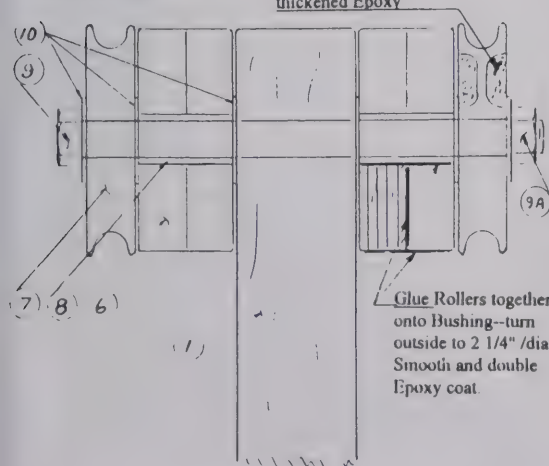 thickened Epoxy
10
9
9A
7) 8) 6)
1)
Glue Rollers together
onto Bushing--turn
outside to 2 1/4" /dia
Smooth and double
Epoxy coat.